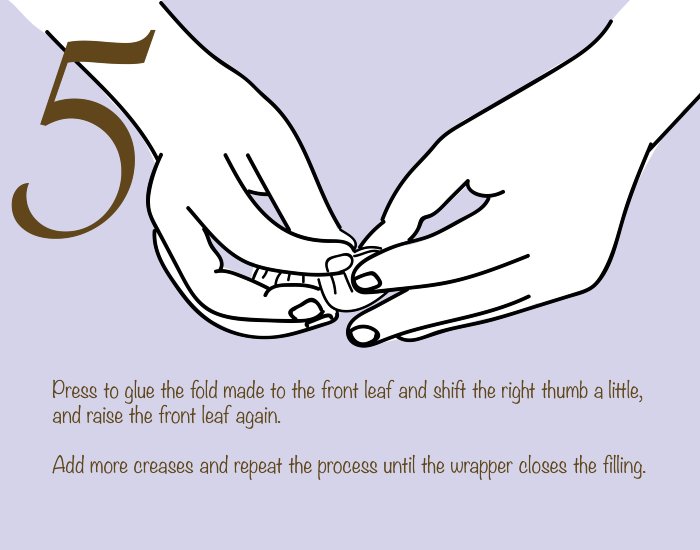 5
Press to glue the fold made to the front leaf and shift the right thumb a little,
and raise the front leaf again.
Add more creases and repeat the process until the wrapper closes the filling.